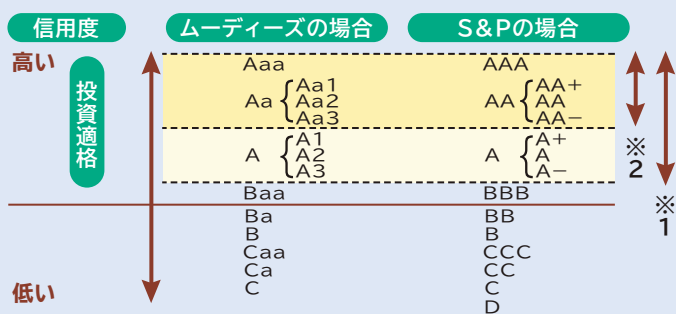 信用度 ムーディーズの場合 S&Pの場合
高い Aaa AAA
投資適格
Aa Aa1 AA AA+
Aa2 AA
Aa3 AA−
A A1 A A+
A2 A
A3 A−
※2
Baa BBB
※1
Ba BB
B B
Caa CCC
Ca CC
低い C C
D